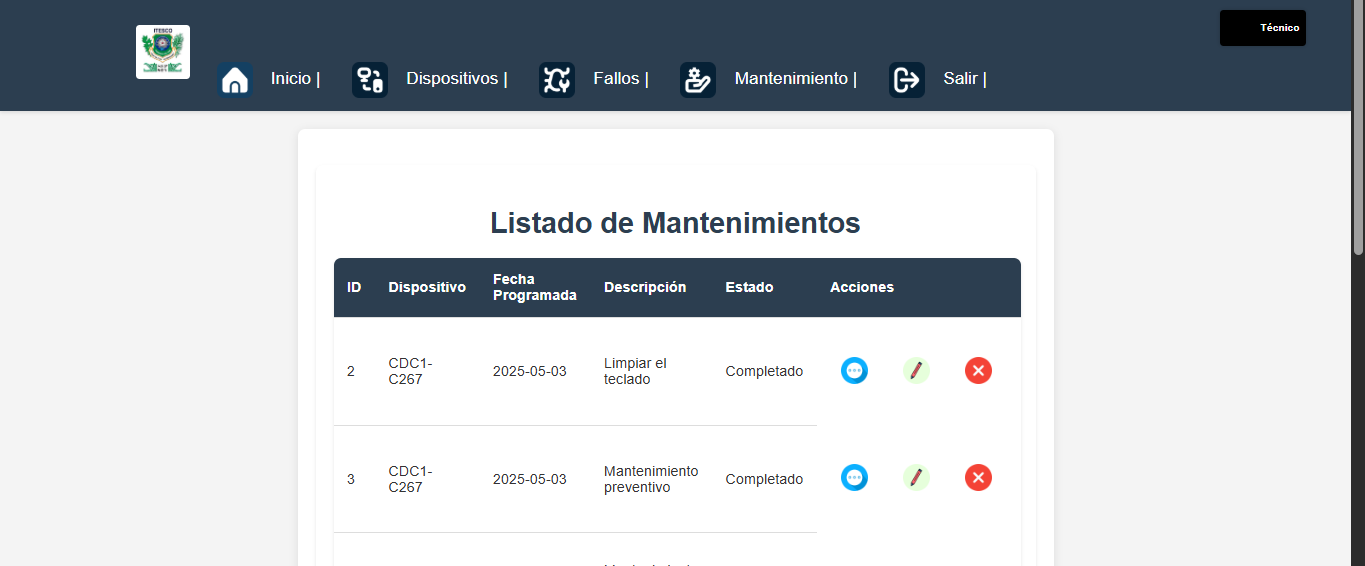 ITESCO
Técnico
Inicio |
Dispositivos |
Fallos |
Mantenimiento |
Salir |
Listado de Mantenimientos
ID
Dispositivo
Fecha
Programada
Descripción
Estado
Acciones
2
CDC1-
C267
2025-05-03
Limpiar el
teclado
Completado
3
CDC1-
C267
2025-05-03
Mantenimiento
preventivo
Completado